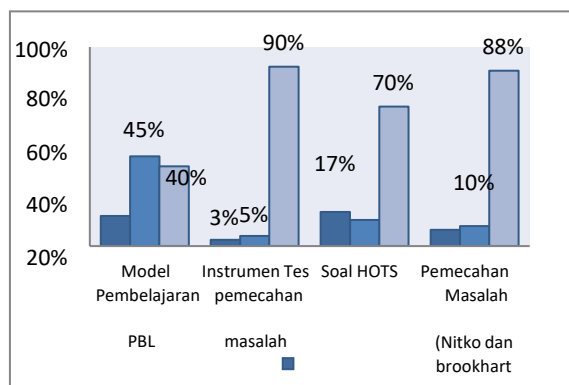 100%
80%
60%
40%
20%
90%
88%
70%
45%
40%
17%
10%
3%
5%
Model
Pembelajaran
PBL
Instrumen Tes
pemecahan
masalah
Soal HOTS
Pemecahan
Masalah
(Nitko dan
brookhart